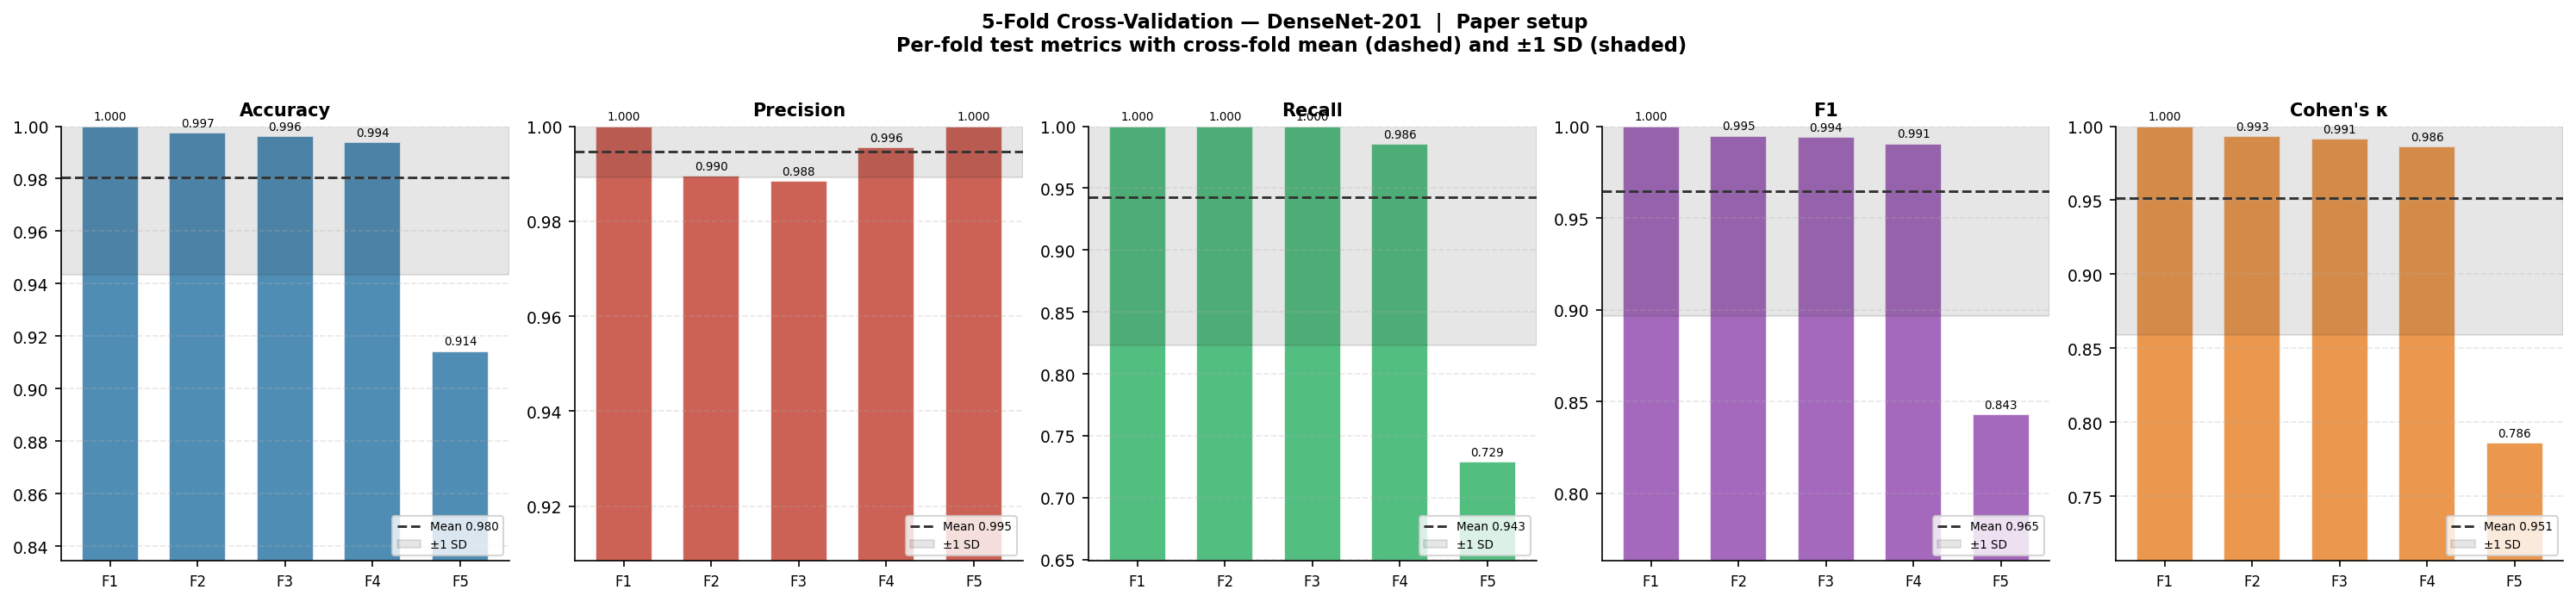 5-Fold Cross-Validation — DenseNet-201 | Paper setup
Per-fold test metrics with cross-fold mean (dashed) and ±1 SD (shaded)
Accuracy
1.000 0.997 0.996 0.994 0.914
1.00
0.98
0.96
0.94
0.92
0.90
0.88
0.86
0.84
Mean 0.980
±1 SD
F1 F2 F3 F4 F5
Precision
1.000 0.990 0.988 0.996 1.000
1.00
0.98
0.96
0.94
0.92
Mean 0.995
±1 SD
F1 F2 F3 F4 F5
Recall
1.000 1.000 1.000 0.986 0.729
1.00
0.95
0.90
0.85
0.80
0.75
0.70
0.65
Mean 0.943
±1 SD
F1 F2 F3 F4 F5
F1
1.000 0.995 0.994 0.991 0.843
1.00
0.95
0.90
0.85
0.80
Mean 0.965
±1 SD
F1 F2 F3 F4 F5
Cohen's κ
1.000 0.993 0.991 0.986 0.786
1.00
0.95
0.90
0.85
0.80
0.75
Mean 0.951
±1 SD
F1 F2 F3 F4 F5